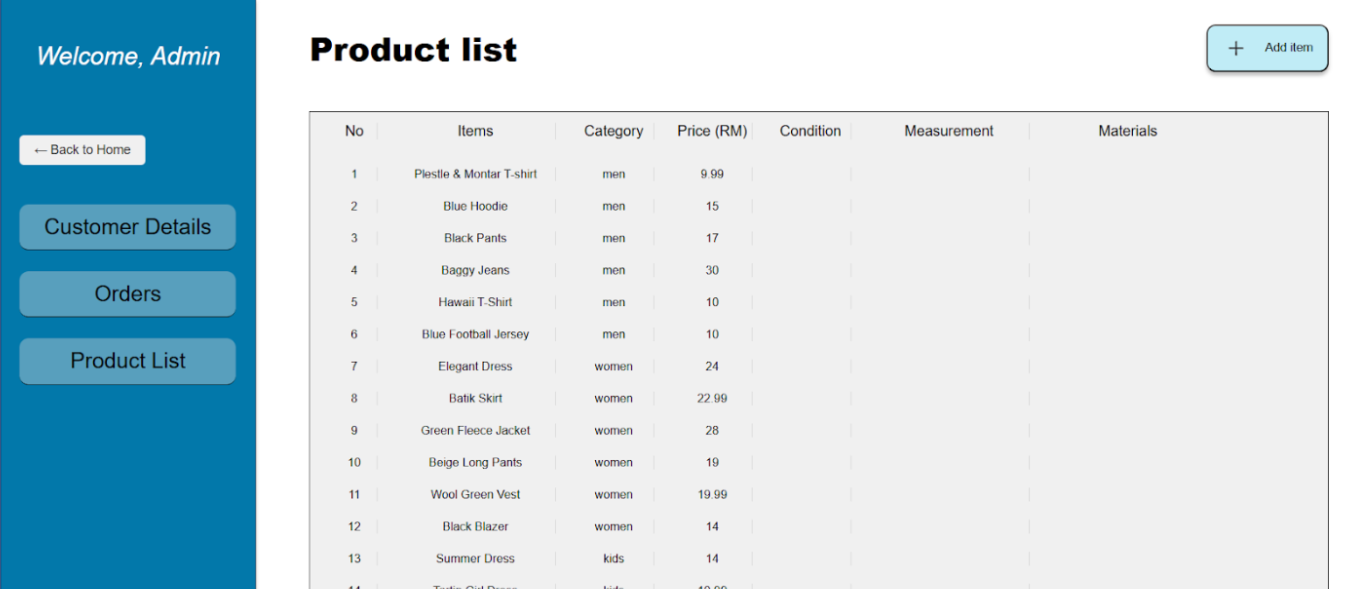 Welcome, Admin
← Back to Home
Customer Details
Orders
Product List
Product list
+ Add item
No Items Category Price (RM) Condition Measurement Materials
1 Plestle & Montar T-shirt men 9.99
2 Blue Hoodie men 15
3 Black Pants men 17
4 Baggy Jeans men 30
5 Hawaii T-Shirt men 10
6 Blue Football Jersey men 10
7 Elegant Dress women 24
8 Batik Skirt women 22.99
9 Green Fleece Jacket women 28
10 Beige Long Pants women 19
11 Wool Green Vest women 19.99
12 Black Blazer women 14
13 Summer Dress kids 14
14 Girl Dress kids